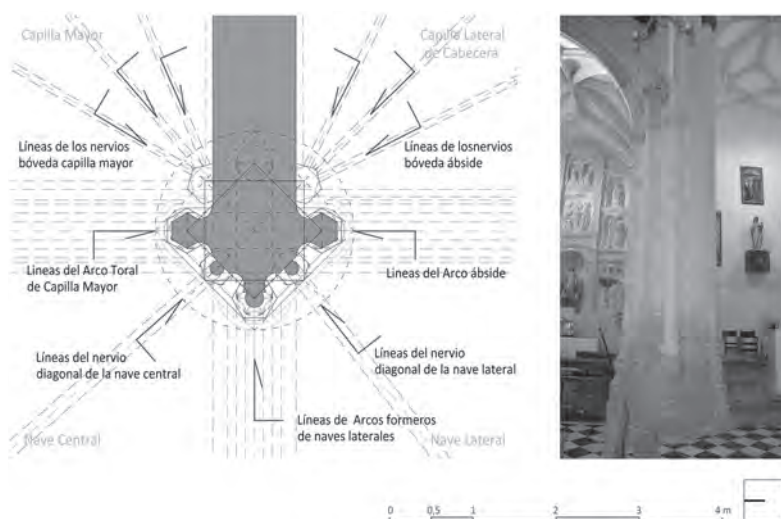 Capilla Mayor
Capilla Lateral
de Cabecera
Líneas de los nervios
bóveda capilla mayor
Líneas de losnervios
bóveda ábside
Lineas del Arco Toral
de Capilla Mayor
Lineas del Arco ábside
Líneas del nervio
diagonal de la nave central
Líneas del nervio
diagonal de la nave lateral
Líneas de Arcos formeros
de naves laterales
Nave Central
Nave Lateral
0 0,5 1 2 3 4 m